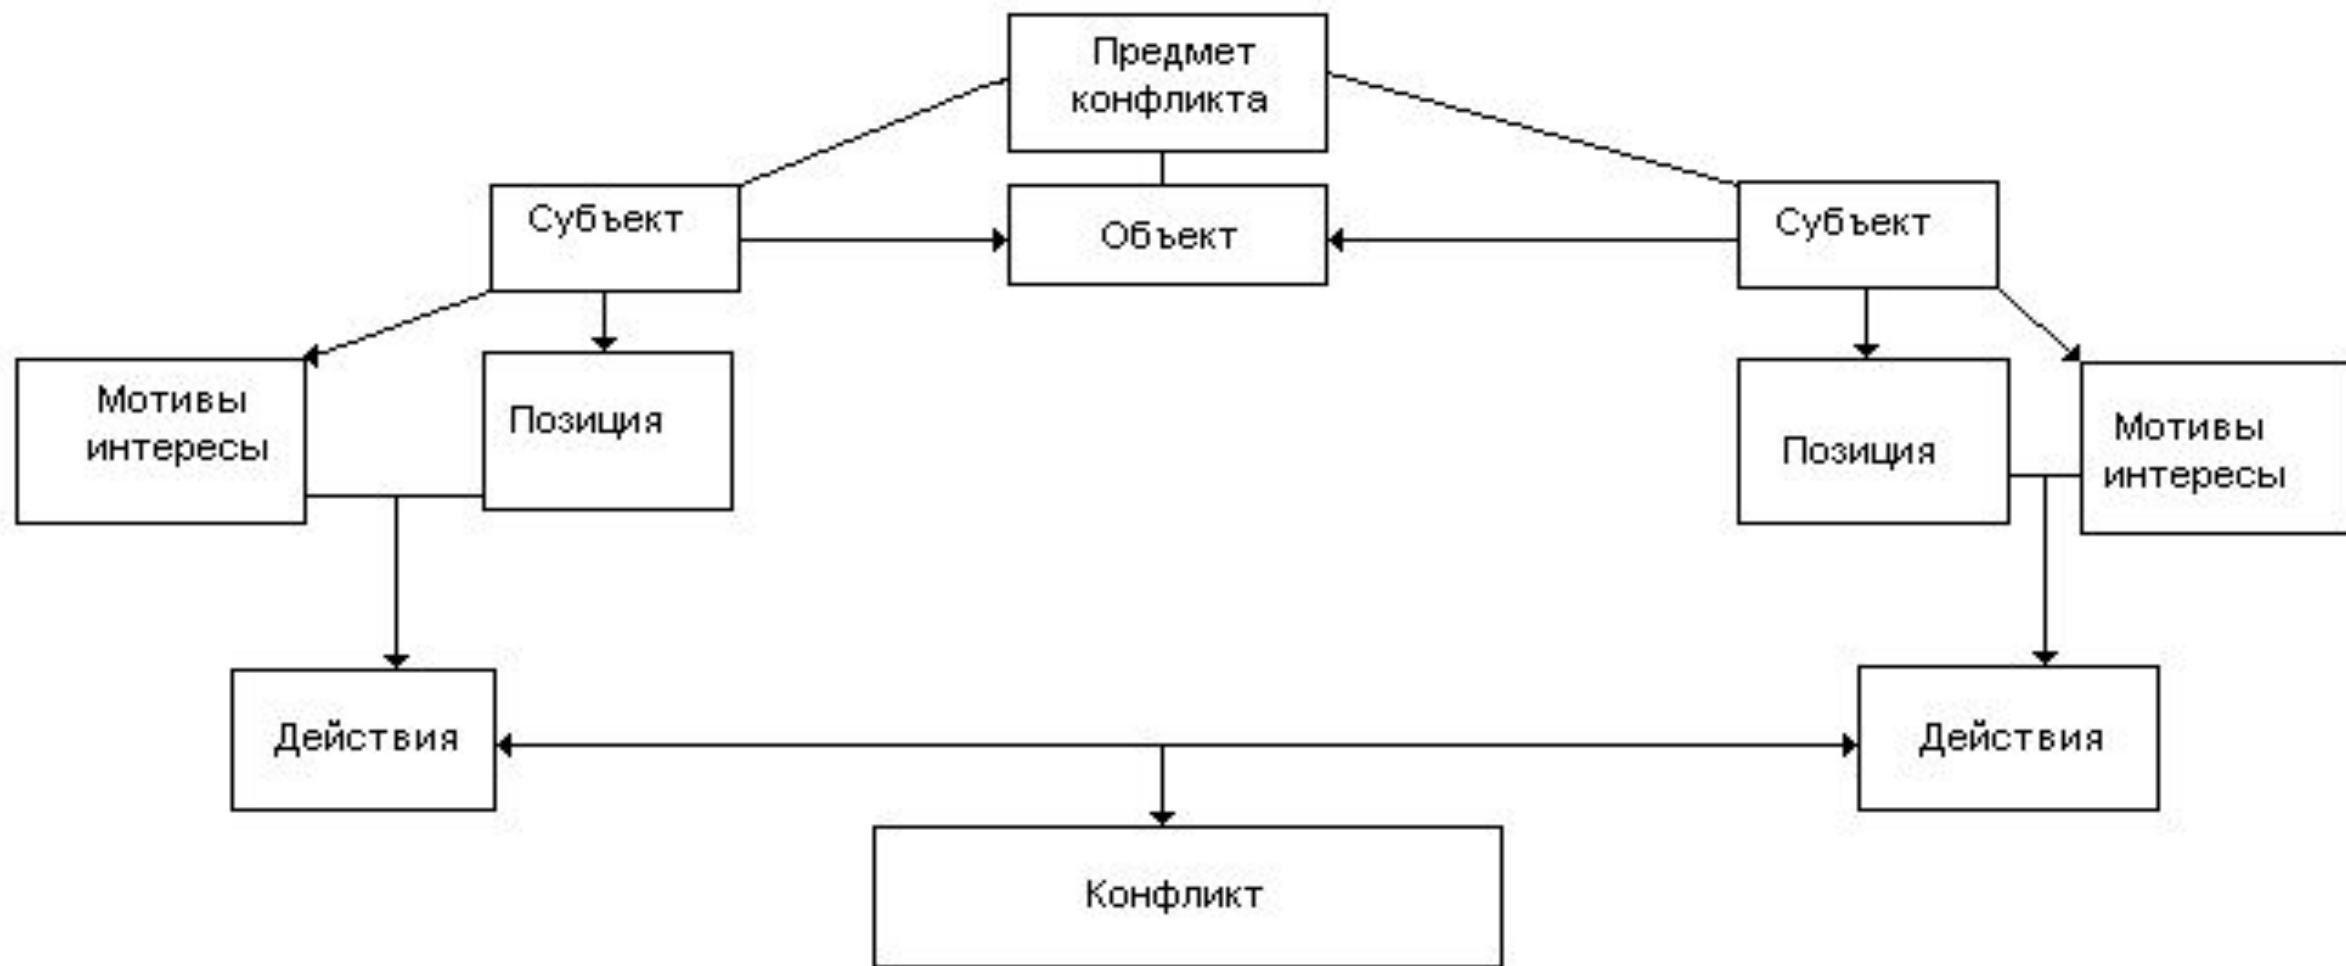 Предмет
конфликта
Субъект
Объект
Субъект
Мотивы
интересы
Позиция
Позиция
Мотивы
интересы
Действия
Действия
Конфликт